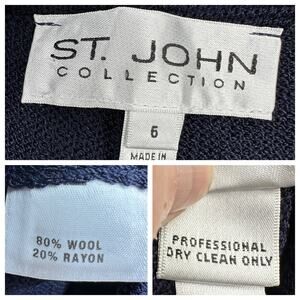 ST. JOHN
COLLECTION
6
MADE IN
80% WOOL
20% RAYON
PROFESSIONAL
DRY CLEAN ONLY